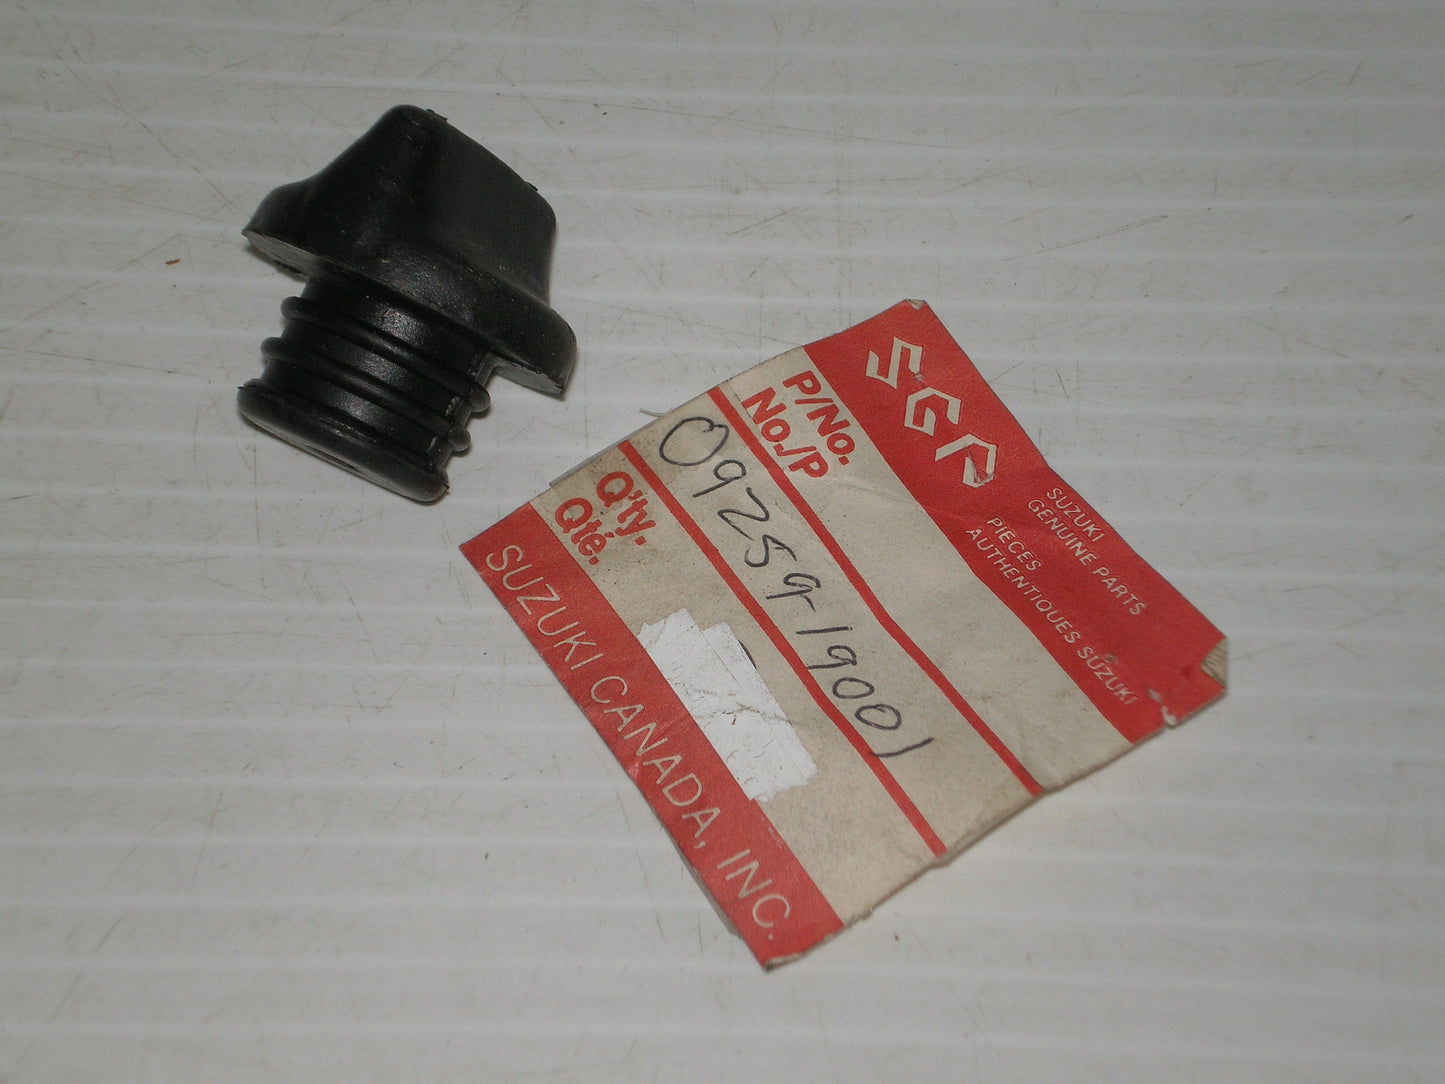 SGP
SUZUKI
GENUINE PARTS
PIECES
AUTHENTIQUES SUZUKI
P/No.
No./P
09259-19001
Q'ty.
Qté.
SUZUKI CANADA, INC.